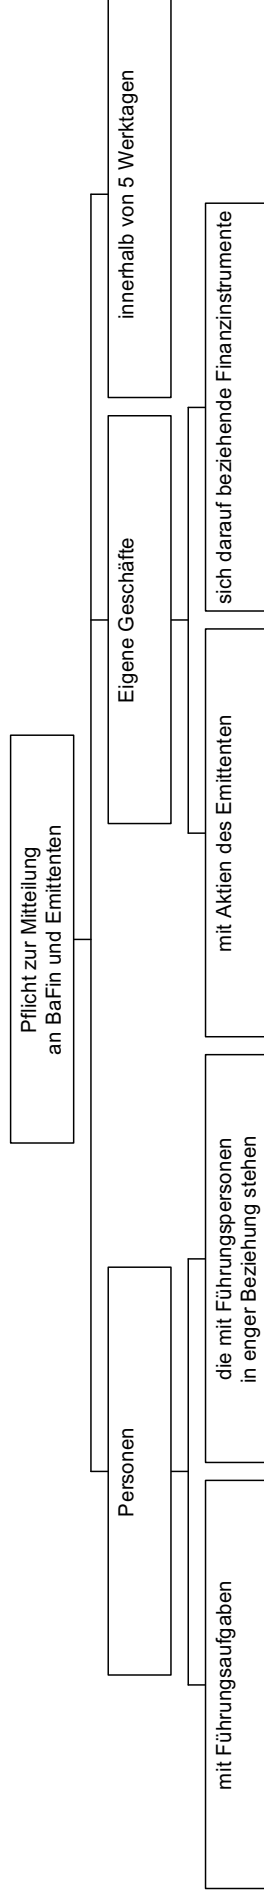 Pflicht zur Mitteilung
an BaFin und Emittenten
Personen
Eigene Geschäfte
innerhalb von 5 Werktagen
mit Führungsaufgaben
die mit Führungspersonen
in enger Beziehung stehen
mit Aktien des Emittenten
sich darauf beziehende Finanzinstrumente